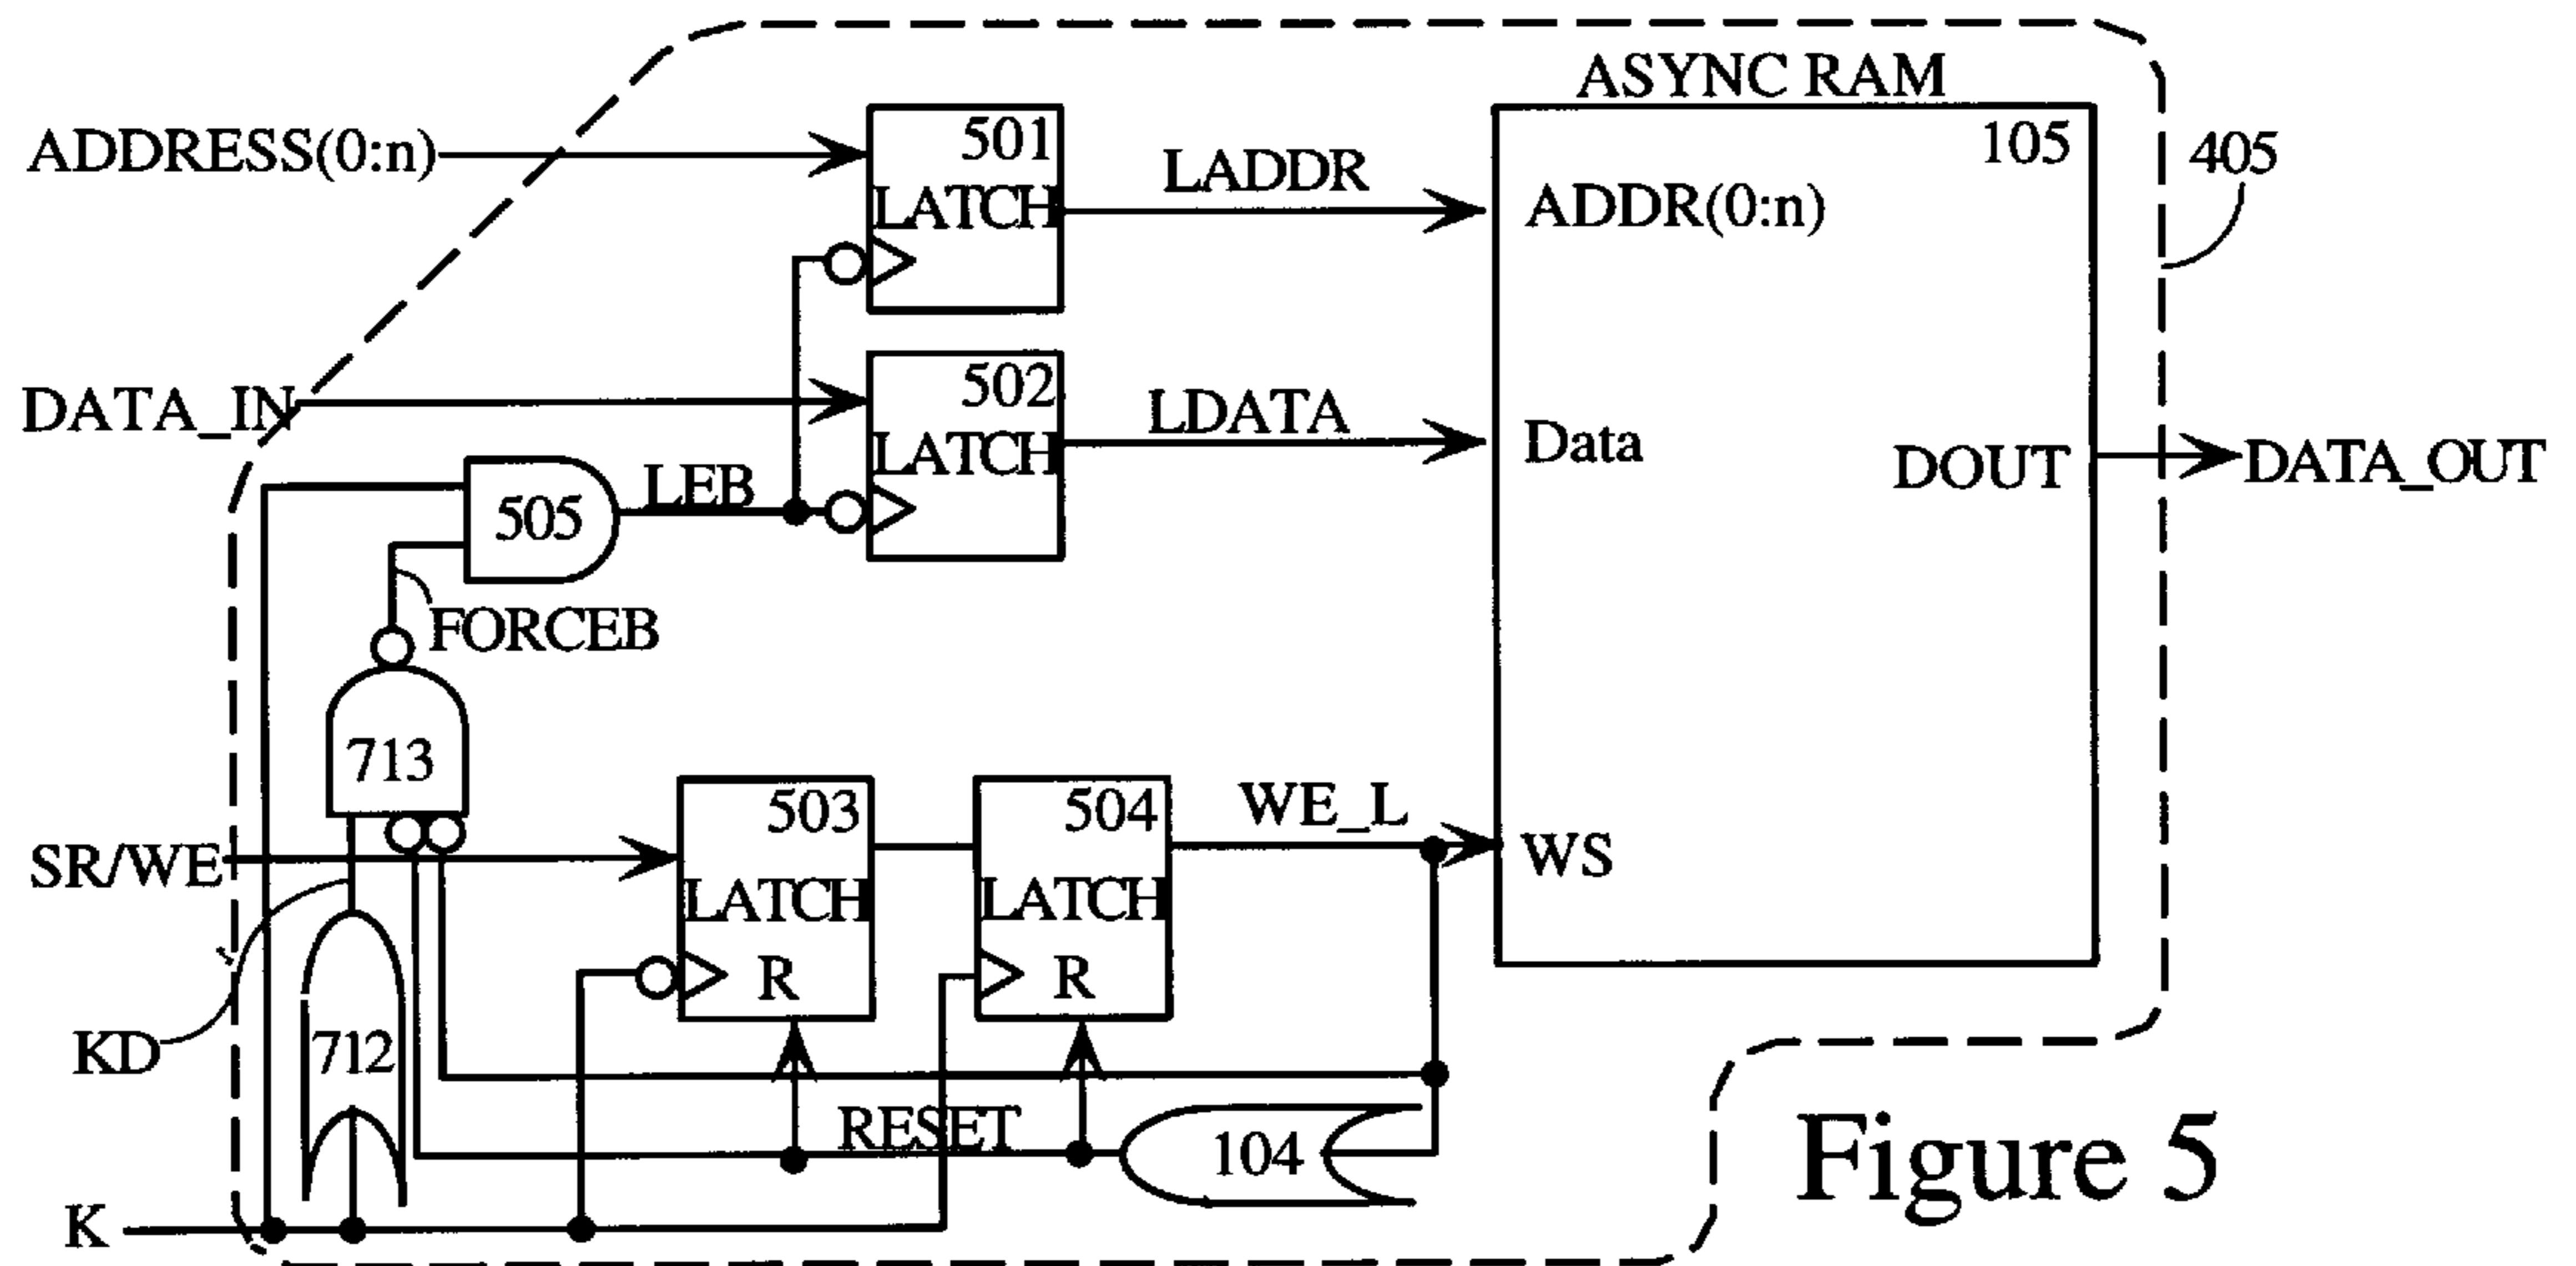 ASYNC RAM
ADDRESS(0:n)
501
LATCH
LADDR
105
ADDR(0:n)
405
DATA_IN
502
LATCH
LDATA
Data
DOUT
DATA_OUT
505
LEB
FORCEB
713
SR/WE
503
LATCH
R
504
LATCH
R
WE_L
WS
KD
712
RESET
104
K
Figure 5